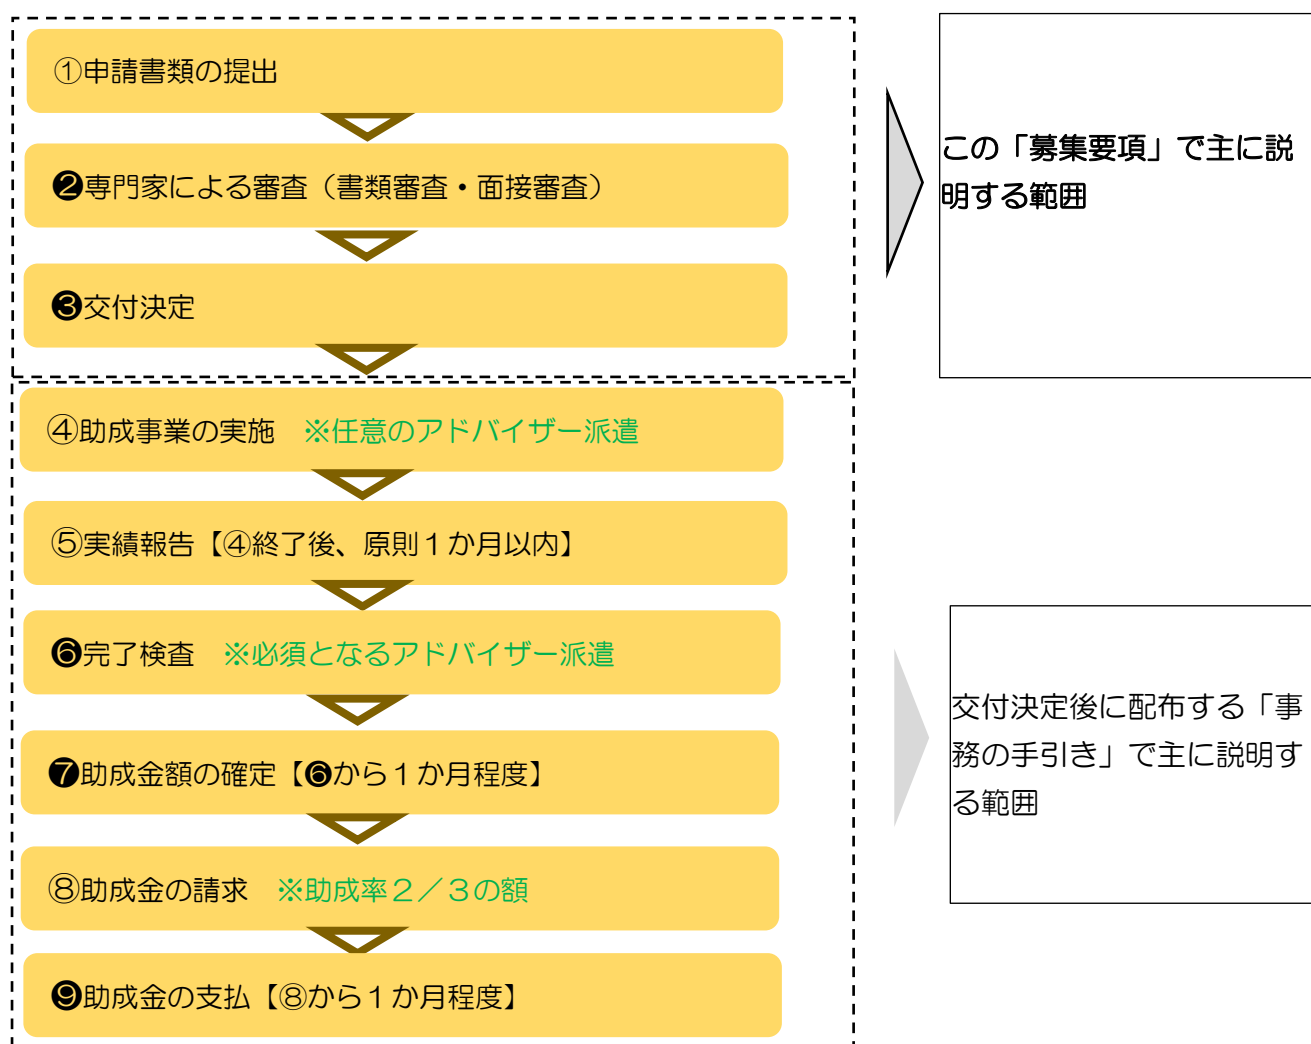 ①申請書類の提出
❷専門家による審査（書類審査・面接審査）
❸交付決定
この「募集要項」で主に説
明する範囲
④助成事業の実施　※任意のアドバイザー派遣
⑤実績報告【④終了後、原則１か月以内】
❻完了検査　※必須となるアドバイザー派遣
❼助成金額の確定【❻から１か月程度】
⑧助成金の請求　※助成率２／３の額
❾助成金の支払【⑧から１か月程度】
交付決定後に配布する「事
務の手引き」で主に説明す
る範囲